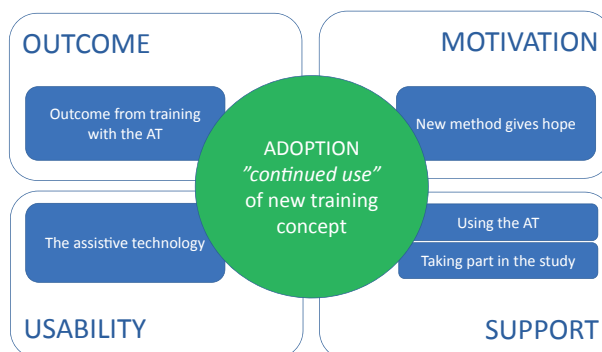 OUTCOME
MOTIVATION
Outcome from training
with the AT
New method gives hope
ADOPTION
”continued use”
of new training
concept
The assistive technology
Using the AT
Taking part in the study
USABILITY
SUPPORT